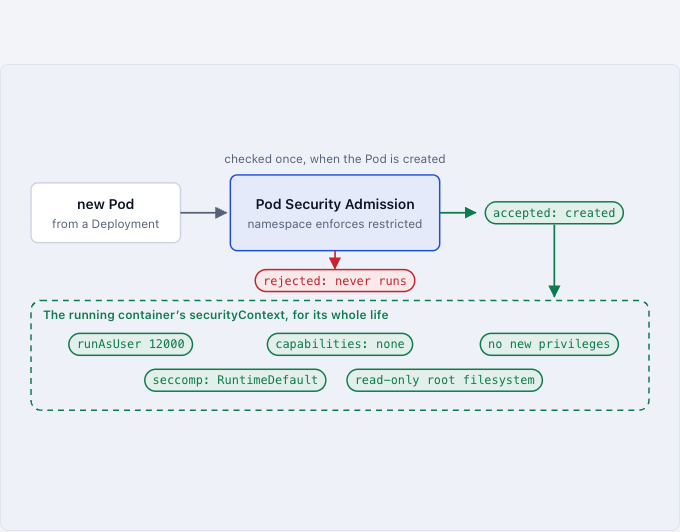 checked once, when the Pod is created
new Pod
from a Deployment
Pod Security Admission
namespace enforces restricted
accepted: created
rejected: never runs
The running container's securityContext, for its whole life
runAsUser 12000
capabilities: none
no new privileges
seccomp: RuntimeDefault
read-only root filesystem